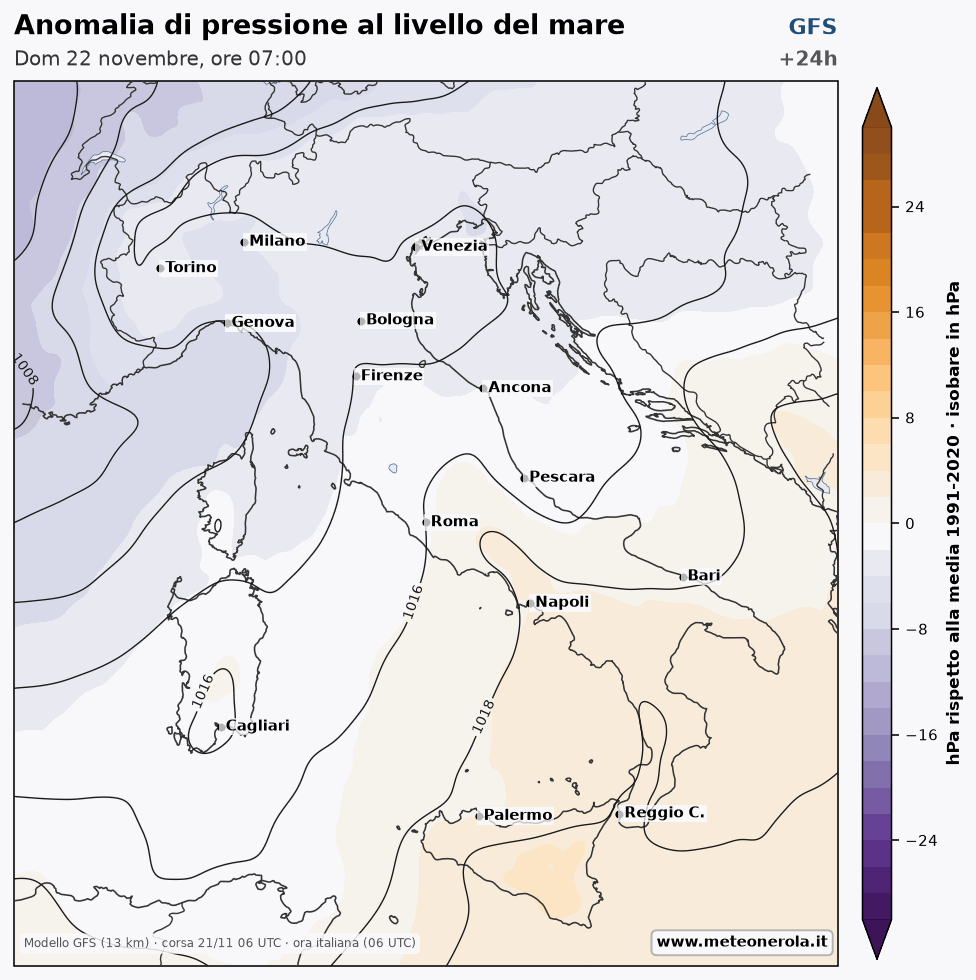 Anomalia di pressione al livello del mare
GFS
Dom 22 novembre, ore 07:00
+24h
Milano
Venezia
Torino
Genova
Bologna
1008
Firenze
Ancona
Pescara
Roma
Bari
1016
Napoli
1016
1018
Cagliari
Palermo
Reggio C.
Modello GFS (13 km) · corsa 21/11 06 UTC · ora italiana (06 UTC)
www.meteonerola.it
24
16
8
0
−8
−16
−24
hPa rispetto alla media 1991-2020 · isobare in hPa